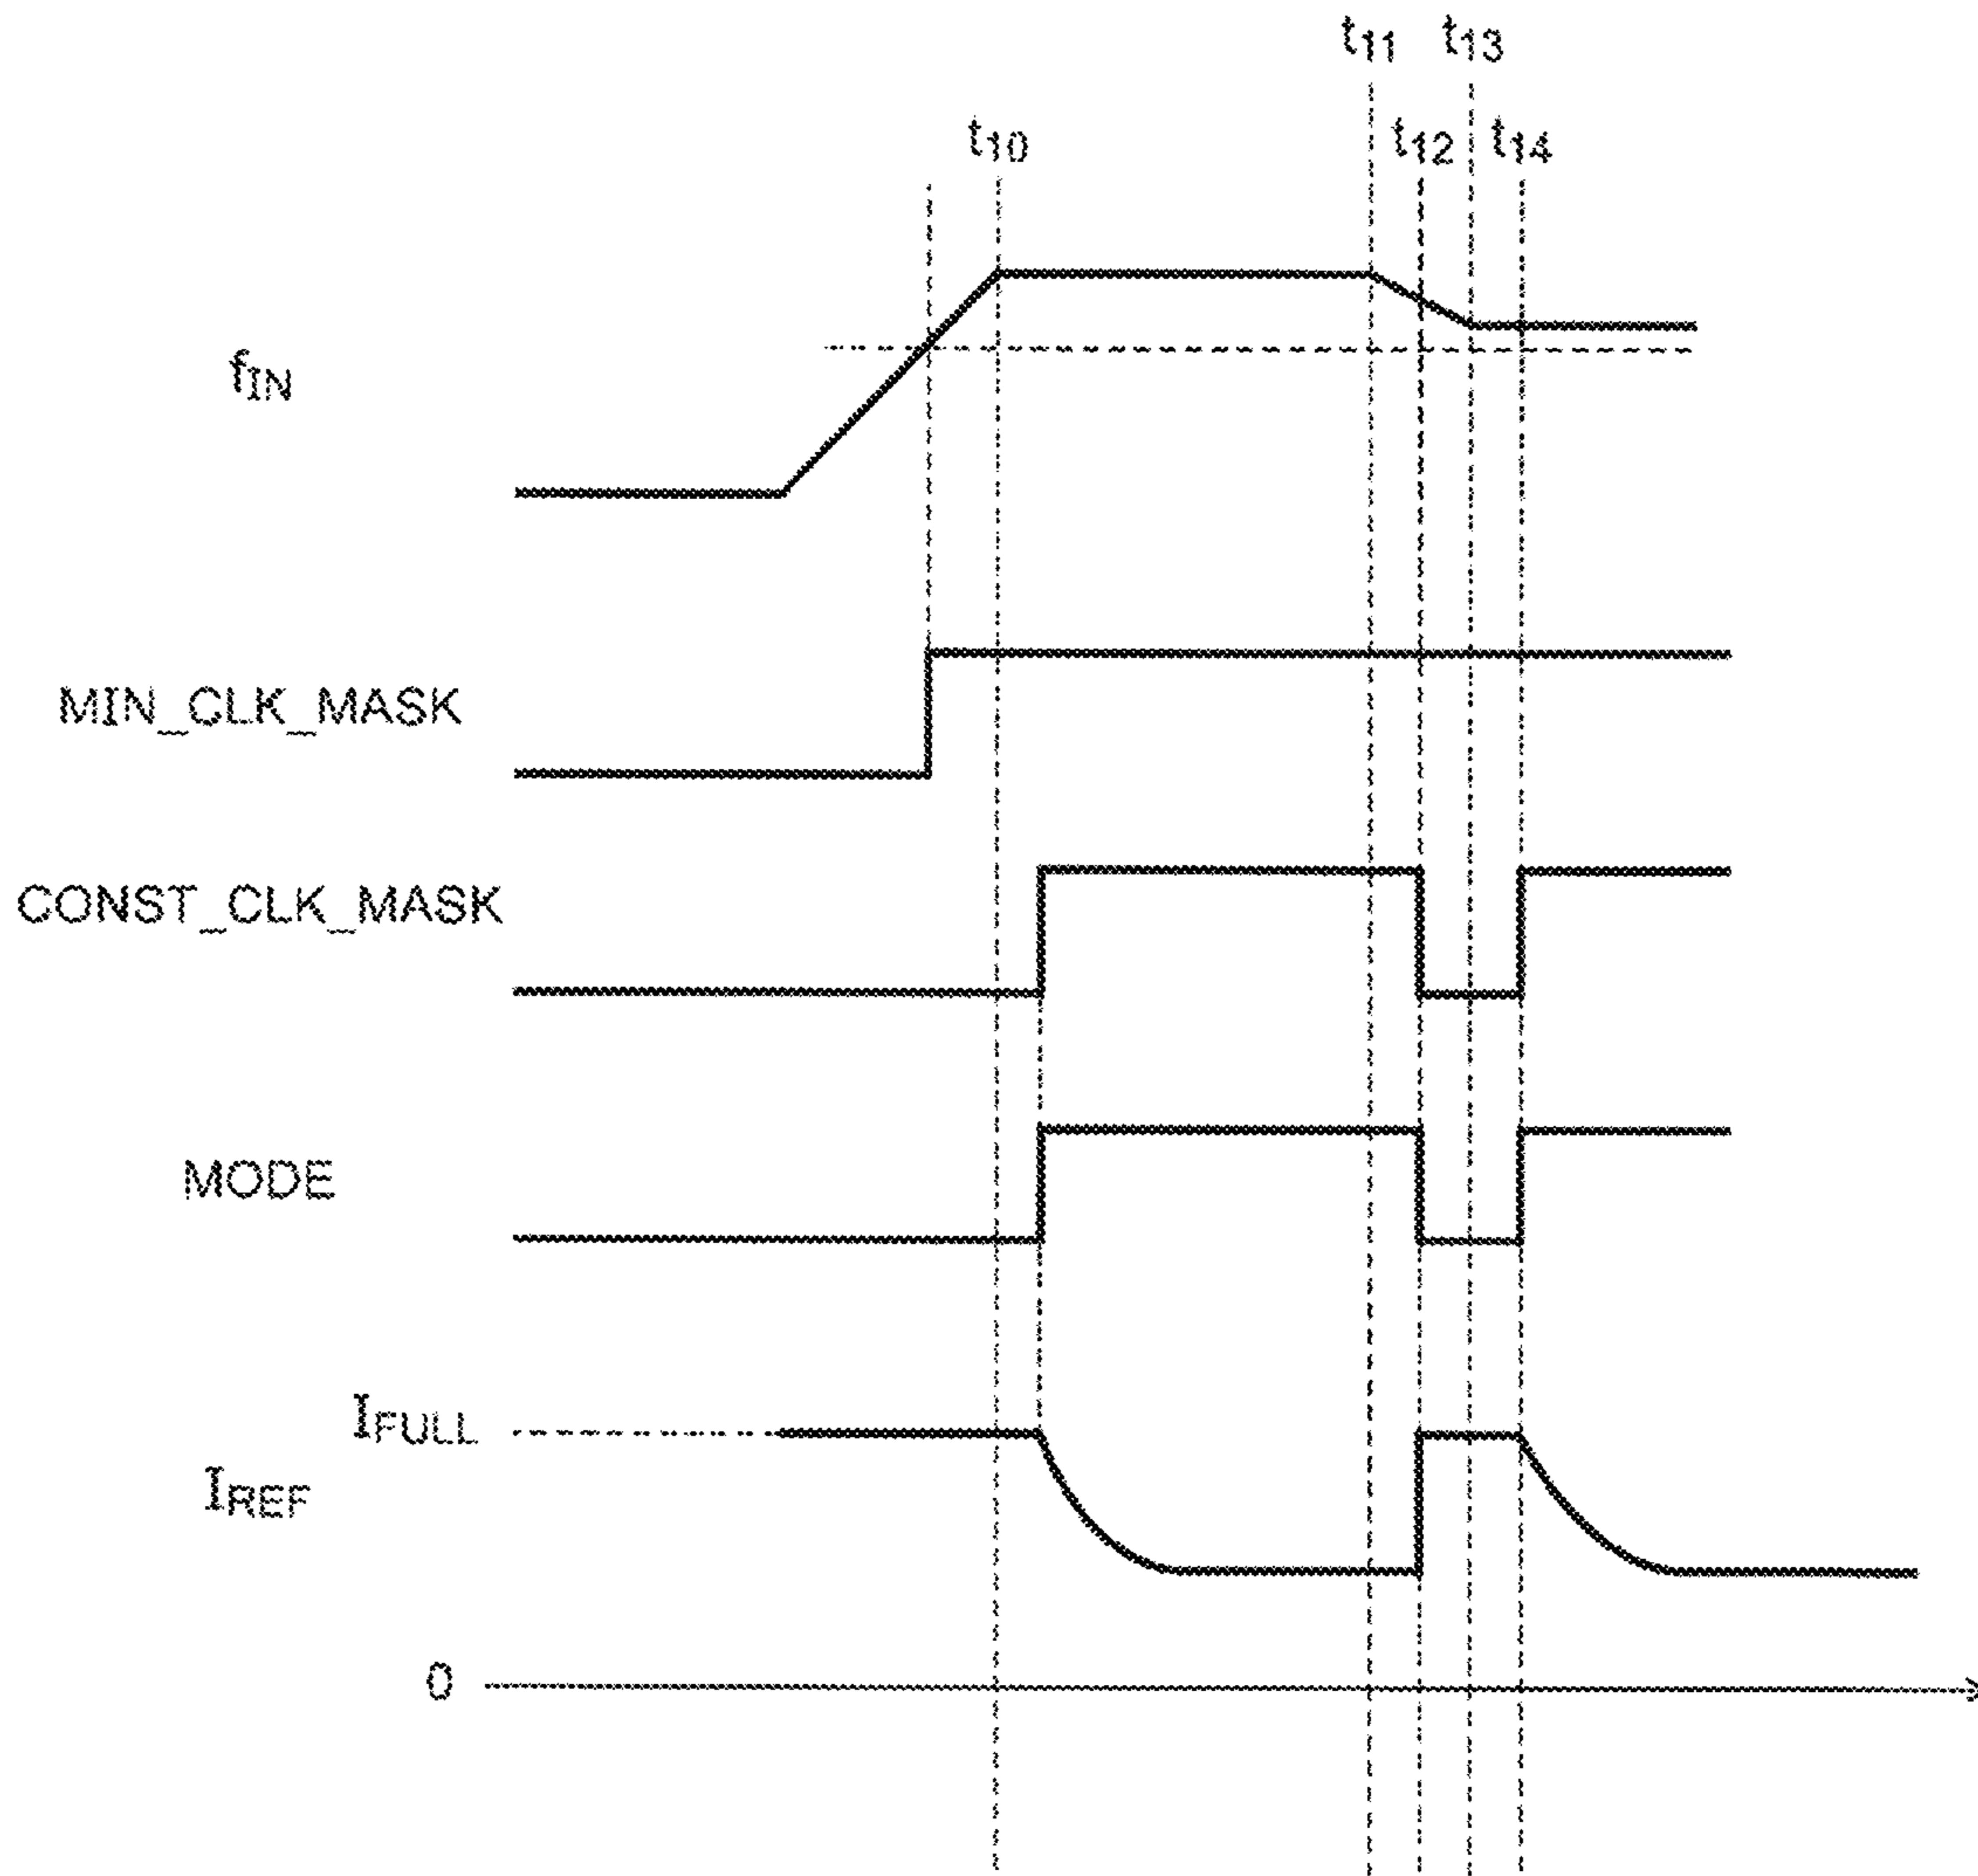 t11 t13
t10 t12 t14
fIN
MIN_CLK_MASK
CONST_CLK_MASK
MODE
IFULL
IREF
0